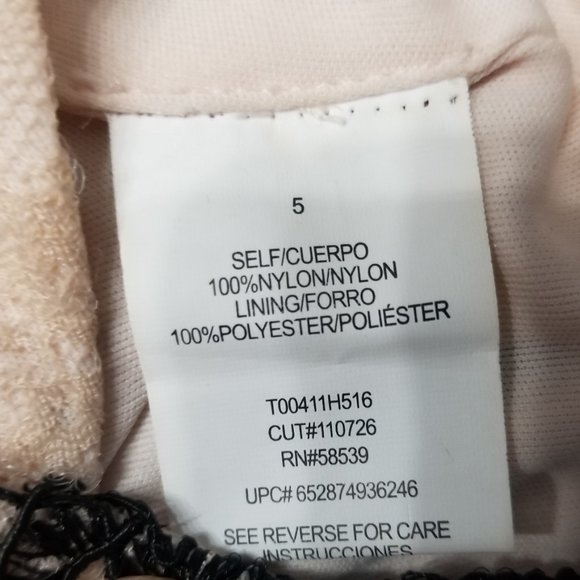 5
SELF/CUERPO
100%NYLON/NYLON
LINING/FORRO
100%POLYESTER/POLIÉSTER
T00411H516
CUT#110726
RN#58539
UPC# 652874936246
SEE REVERSE FOR CARE
INSTRUCCIONES